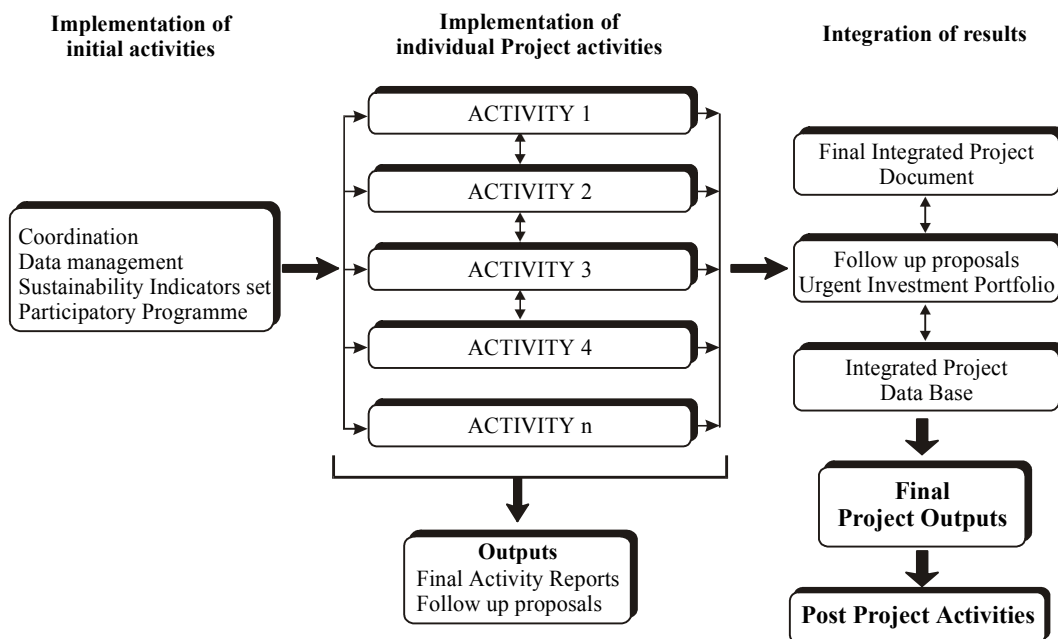 Implementation of
initial activities
Implementation of
individual Project activities
Integration of results
Coordination
Data management
Sustainability Indicators set
Participatory Programme
ACTIVITY 1
ACTIVITY 2
ACTIVITY 3
ACTIVITY 4
ACTIVITY n
Outputs
Final Activity Reports
Follow up proposals
Final Integrated Project
Document
Follow up proposals
Urgent Investment Portfolio
Integrated Project
Data Base
Final
Project Outputs
Post Project Activities